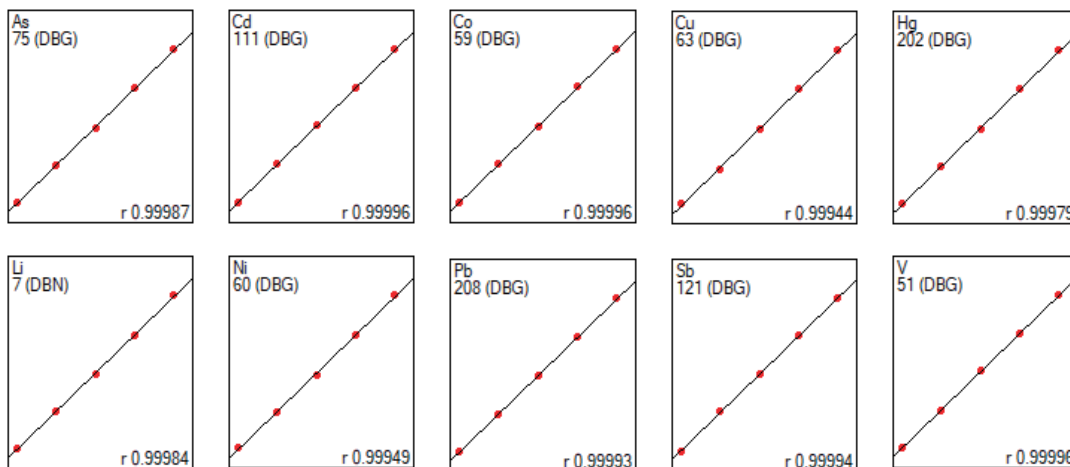 As
75 (DBG)
r 0.99987
Cd
111 (DBG)
r 0.99996
Co
59 (DBG)
r 0.99996
Cu
63 (DBG)
r 0.99944
Hg
202 (DBG)
r 0.99979
Li
7 (DBN)
r 0.99984
Ni
60 (DBG)
r 0.99949
Pb
208 (DBG)
r 0.99993
Sb
121 (DBG)
r 0.99994
V
51 (DBG)
r 0.99996